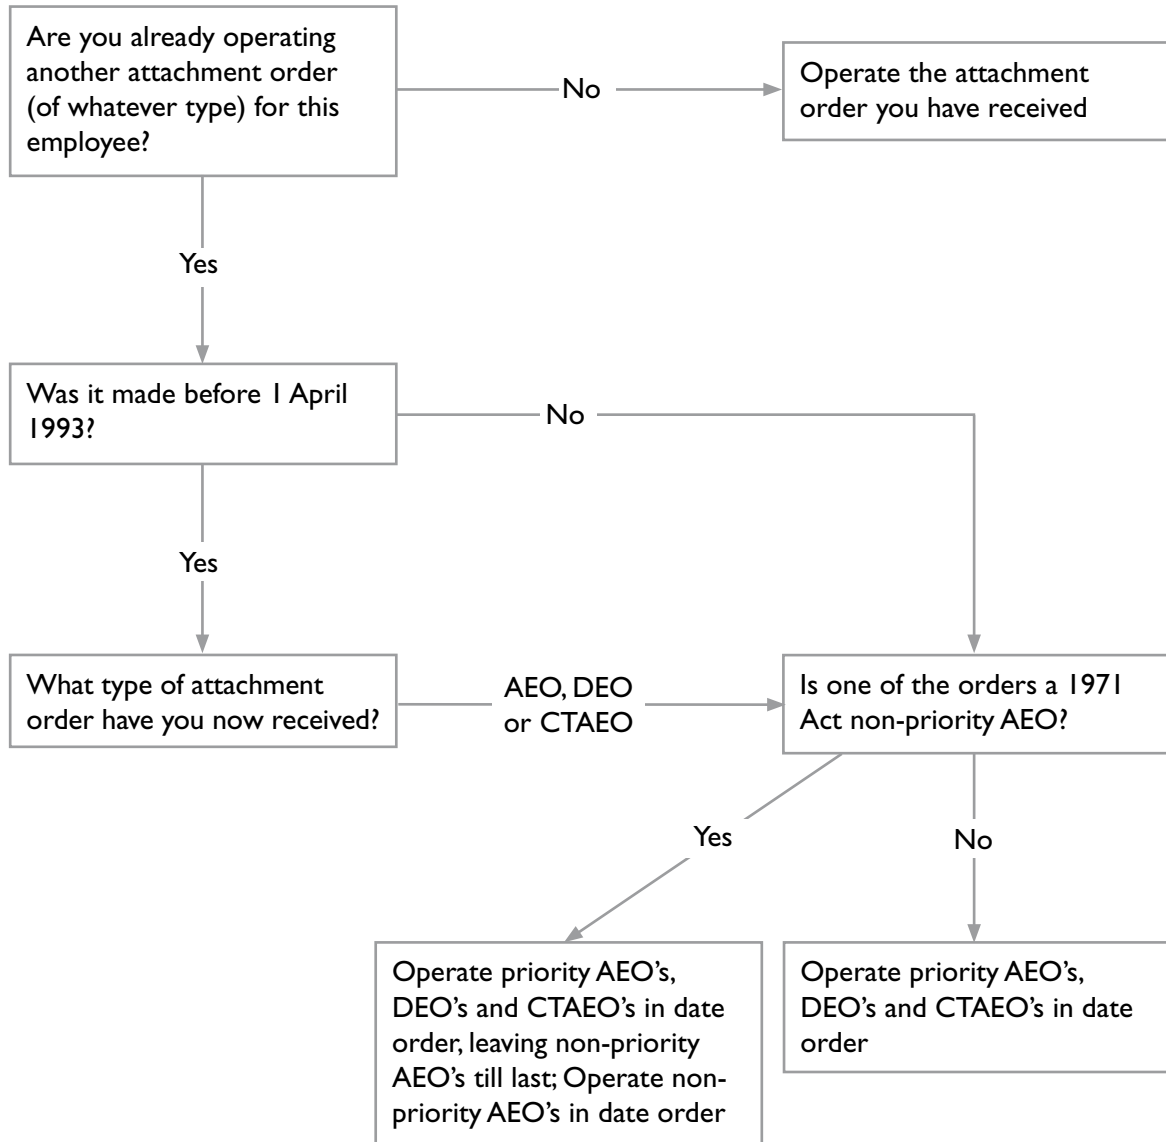 Are you already operating
another attachment order
(of whatever type) for this
employee?
No
Operate the attachment
order you have received
Yes
Was it made before 1 April
1993?
No
Yes
What type of attachment
order have you now received?
AEO, DEO
or CTAEO
Is one of the orders a 1971
Act non-priority AEO?
Yes
No
Operate priority AEO’s,
DEO’s and CTAEO’s in date
order, leaving non-priority
AEO’s till last; Operate non-
priority AEO’s in date order
Operate priority AEO’s,
DEO’s and CTAEO’s in date
order